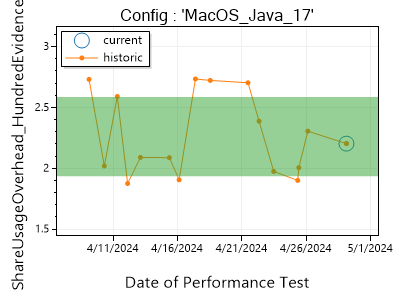 Config : 'MacOS_Java_17'
ShareUsageOverhead_HundredEvidence
3
2.5
2
1.5
current
historic
4/11/2024
4/16/2024
4/21/2024
4/26/2024
5/1/2024
Date of Performance Test